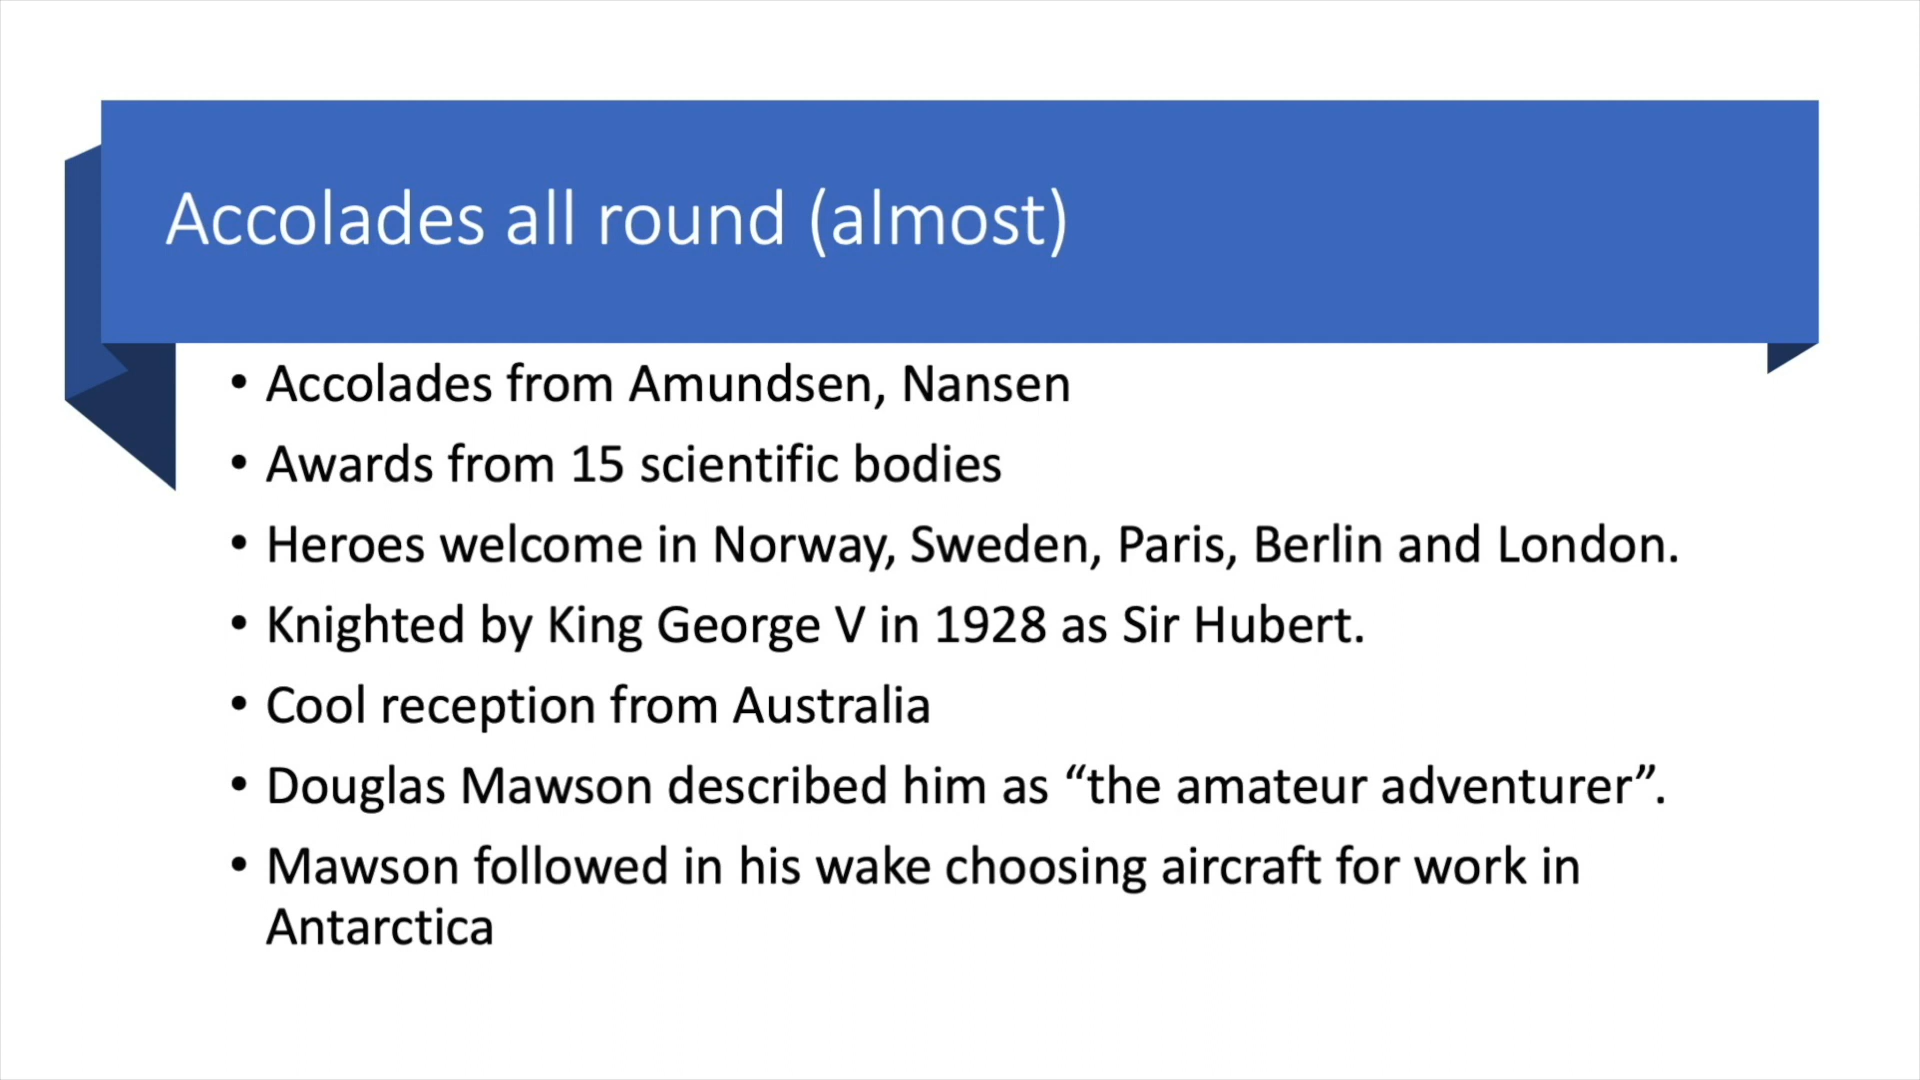 Accolades all round (almost)
• Accolades from Amundsen, Nansen
• Awards from 15 scientific bodies
• Heroes welcome in Norway, Sweden, Paris, Berlin and London.
• Knighted by King George V in 1928 as Sir Hubert.
• Cool reception from Australia
• Douglas Mawson described him as “the amateur adventurer”.
• Mawson followed in his wake choosing aircraft for work in
Antarctica